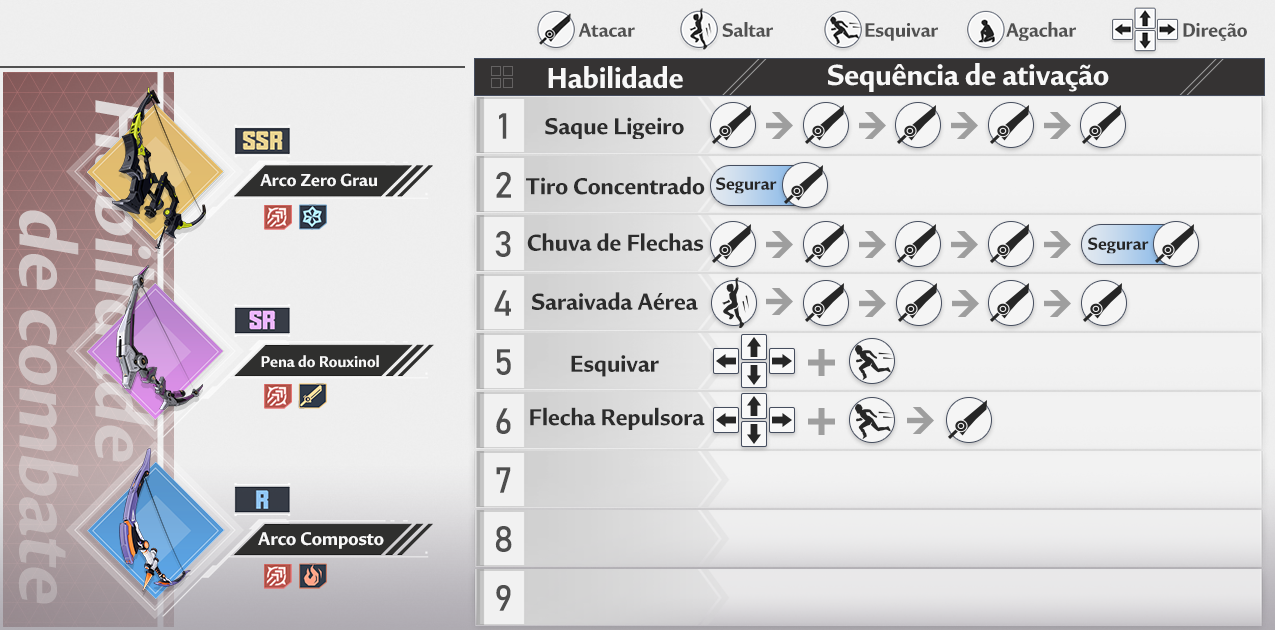 Atacar
Saltar
Esquivar
Agachar
Direção
Habilidade
Sequência de ativação
Habilidade
de combate
SSR
Arco Zero Grau
SR
Pena do Rouxinol
R
Arco Composto
1 Saque Ligeiro
2 Tiro Concentrado Segurar
3 Chuva de Flechas Segurar
4 Saraivada Aérea
5 Esquivar
6 Flecha Repulsora
7
8
9